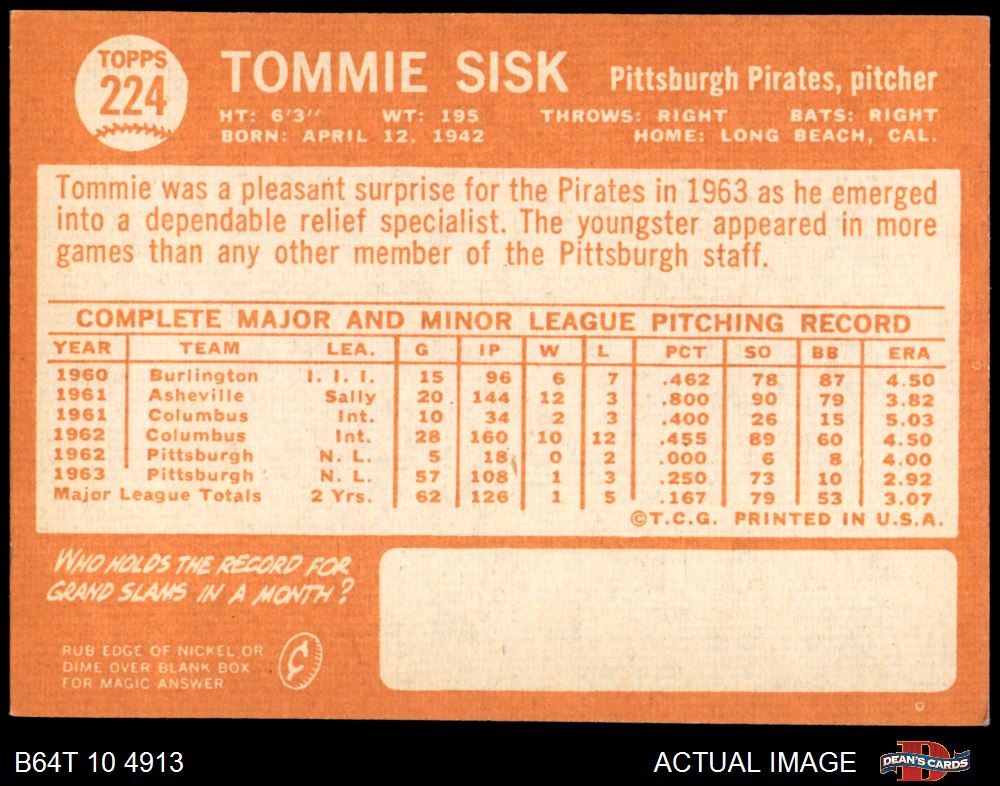 TOPPS
224
TOMMIE SISK
Pittsburgh Pirates, pitcher
HT: 6'3" WT: 195 THROWS: RIGHT BATS: RIGHT
BORN: APRIL 12, 1942 HOME: LONG BEACH, CAL.
Tommie was a pleasant surprise for the Pirates in 1963 as he emerged
into a dependable relief specialist. The youngster appeared in more
games than any other member of the Pittsburgh staff.
COMPLETE MAJOR AND MINOR LEAGUE PITCHING RECORD
YEAR TEAM LEA. G IP W L PCT SO BB ERA
1960 Burlington I. I. I. 15 96 6 7 .462 78 87 4.50
1961 Asheville Sally 20 144 12 3 .800 90 79 3.82
1961 Columbus Int. 10 34 2 3 .400 26 15 5.03
1962 Columbus Int. 28 160 10 12 .455 89 60 4.50
1962 Pittsburgh N. L. 5 18 0 2 .000 6 8 4.00
1963 Pittsburgh N. L. 57 108 1 3 .250 73 10 2.92
Major League Totals 2 Yrs. 62 126 1 5 .167 79 53 3.07
©T.C.G. PRINTED IN U.S.A.
WHO HOLDS THE RECORD FOR
GRAND SLAMS IN A MONTH?
RUB EDGE OF NICKEL OR
DIME OVER BLANK BOX
FOR MAGIC ANSWER
B64T 10 4913
ACTUAL IMAGE
DEAN'S CARDS